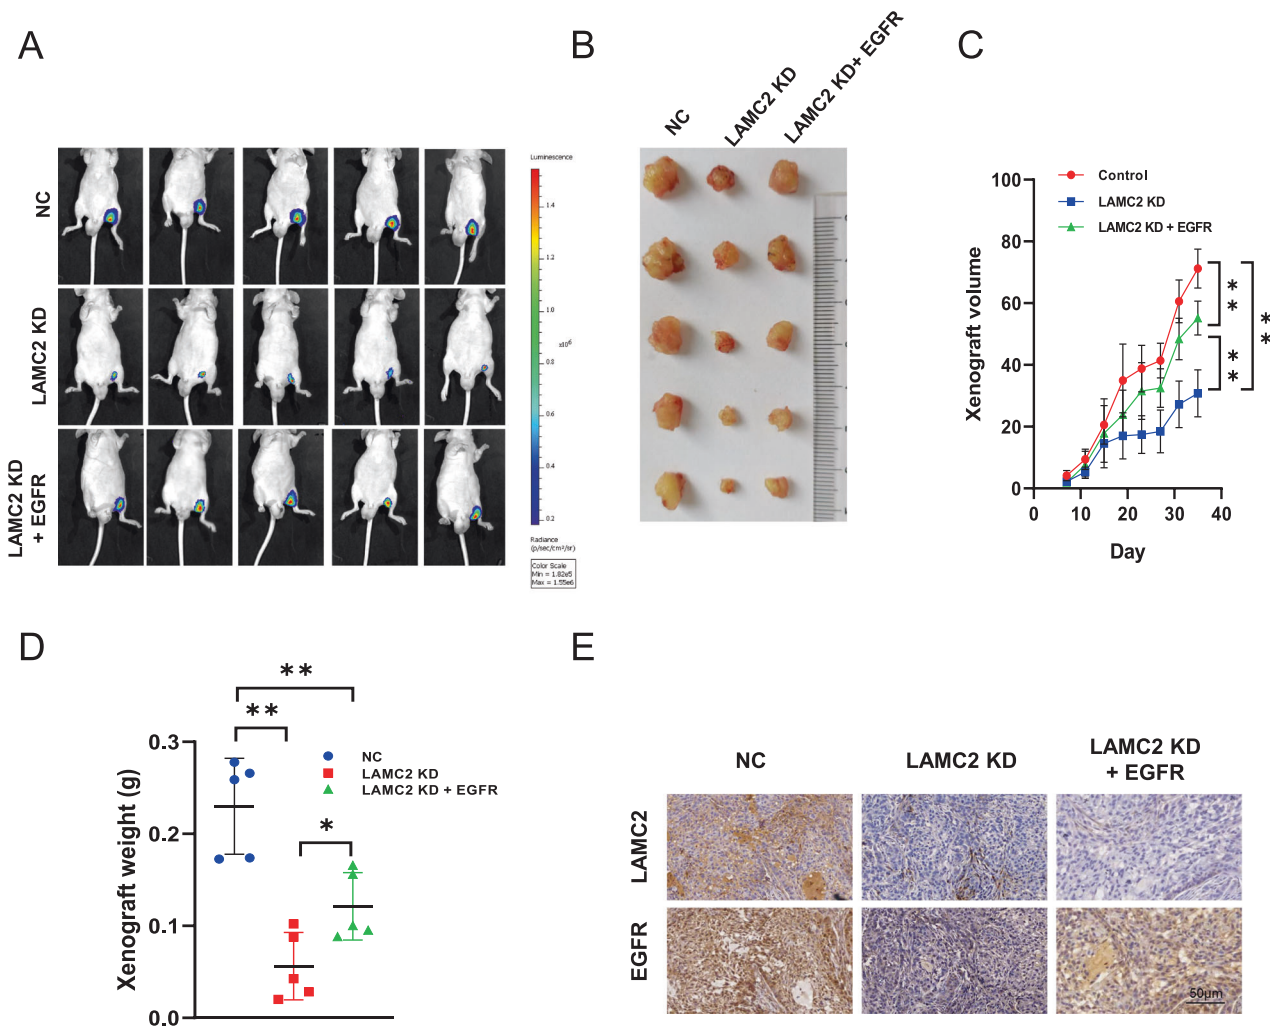 A
NC
LAMC2 KD
LAMC2 KD
+ EGFR
Luminescence
1.4
1.2
1.0
x10⁶
0.8
0.6
0.4
0.2
Radiance
(p/sec/cm²/sr)
Color Scale
Min = 1.82e5
Max = 1.55e6
B
NC
LAMC2 KD
LAMC2 KD+ EGFR
C
Control
LAMC2 KD
LAMC2 KD + EGFR
Xenograft volume
100
80
60
40
20
0
0 10 20 30 40
Day
**
**
**
D
**
**
*
NC
LAMC2 KD
LAMC2 KD + EGFR
Xenograft weight (g)
0.3
0.2
0.1
0.0
E
NC
LAMC2 KD
LAMC2 KD
+ EGFR
LAMC2
EGFR
50μm